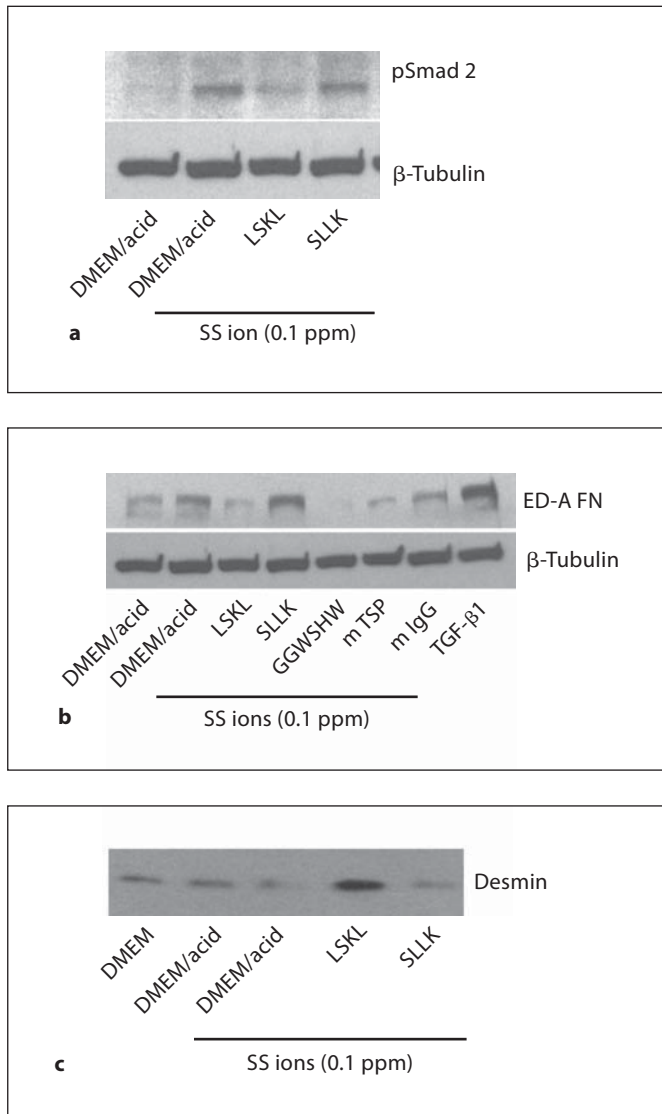 pSmad 2
β-Tubulin
DMEM/acid
DMEM/acid
LSKL
SLLK
SS ion (0.1 ppm)
a
ED-A FN
β-Tubulin
DMEM/acid
DMEM/acid
LSKL
SLLK
GGWSHW
m TSP
m IgG
TGF-β1
SS ions (0.1 ppm)
b
Desmin
DMEM
DMEM/acid
DMEM/acid
LSKL
SLLK
SS ions (0.1 ppm)
c